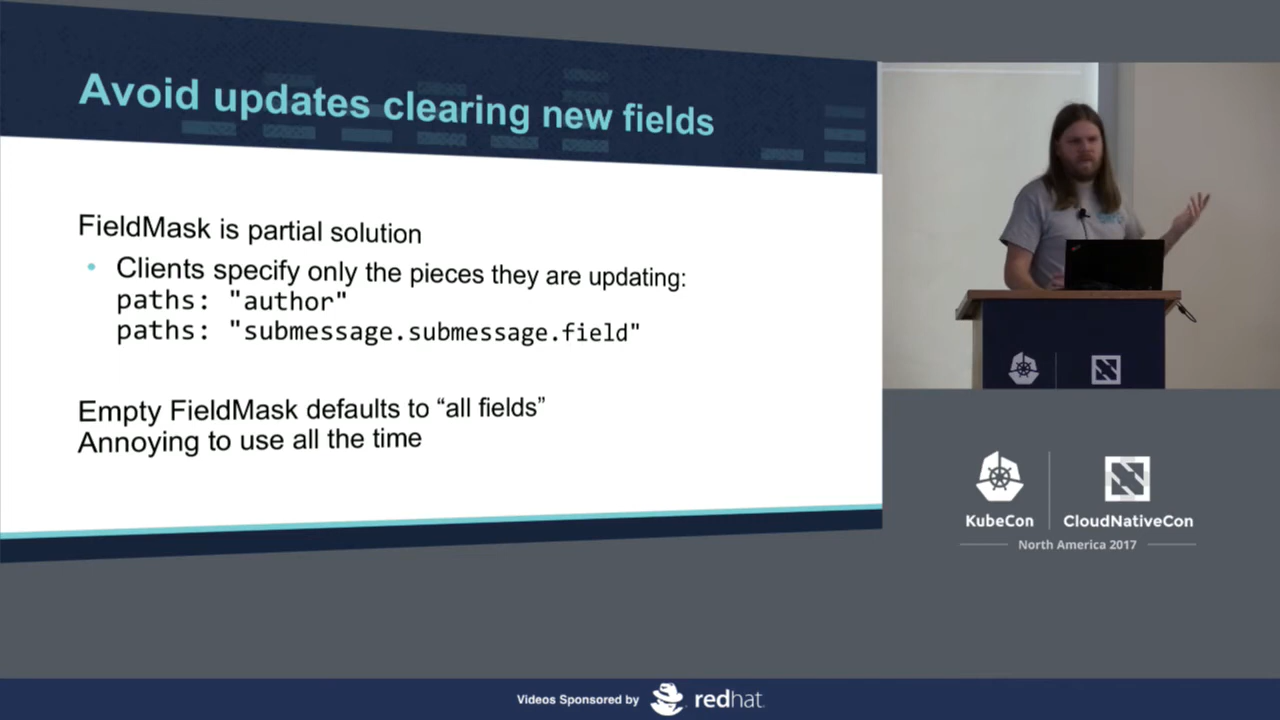 Avoid updates clearing new fields
FieldMask is partial solution
• Clients specify only the pieces they are updating:
paths: "author"
paths: "submessage.submessage.field"
Empty FieldMask defaults to “all fields”
Annoying to use all the time
KubeCon
CloudNativeCon
North America 2017
Videos Sponsored by
redhat.